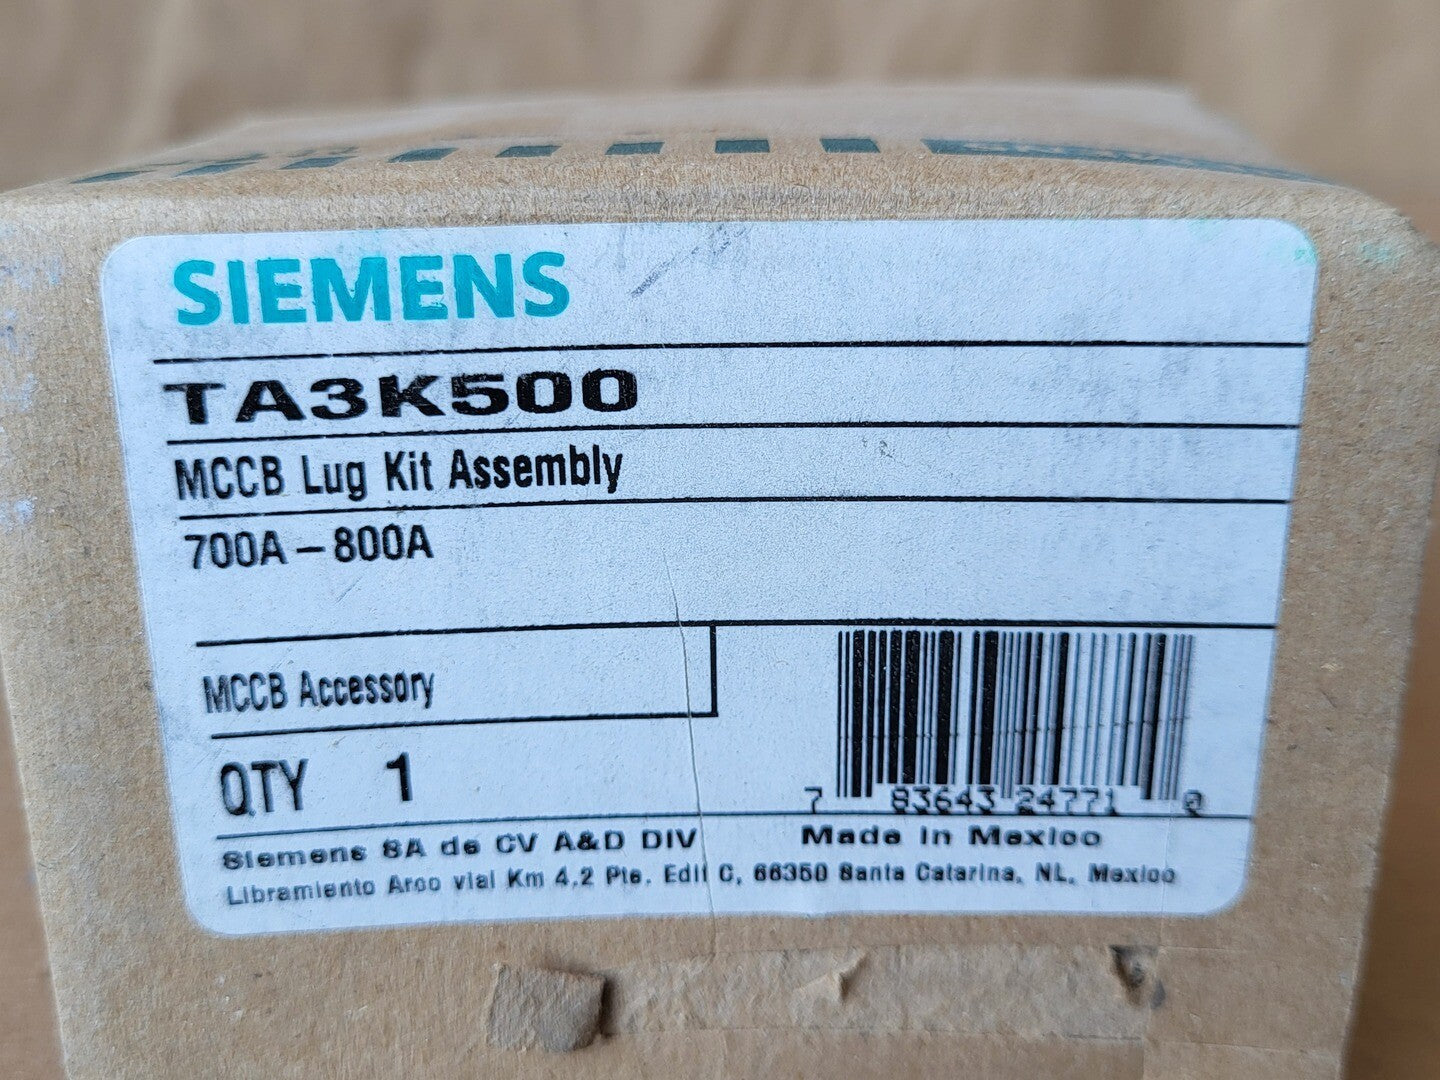 SIEMENS
TA3K500
MCCB Lug Kit Assembly
700A - 800A
MCCB Accessory
QTY 1
7 83643 24771 0
Siemens SA de CV A&D DIV
Made in Mexico
Libramiento Arco vial Km 4.2 Pte. Edif C, 66350 Santa Catarina, NL, Mexico